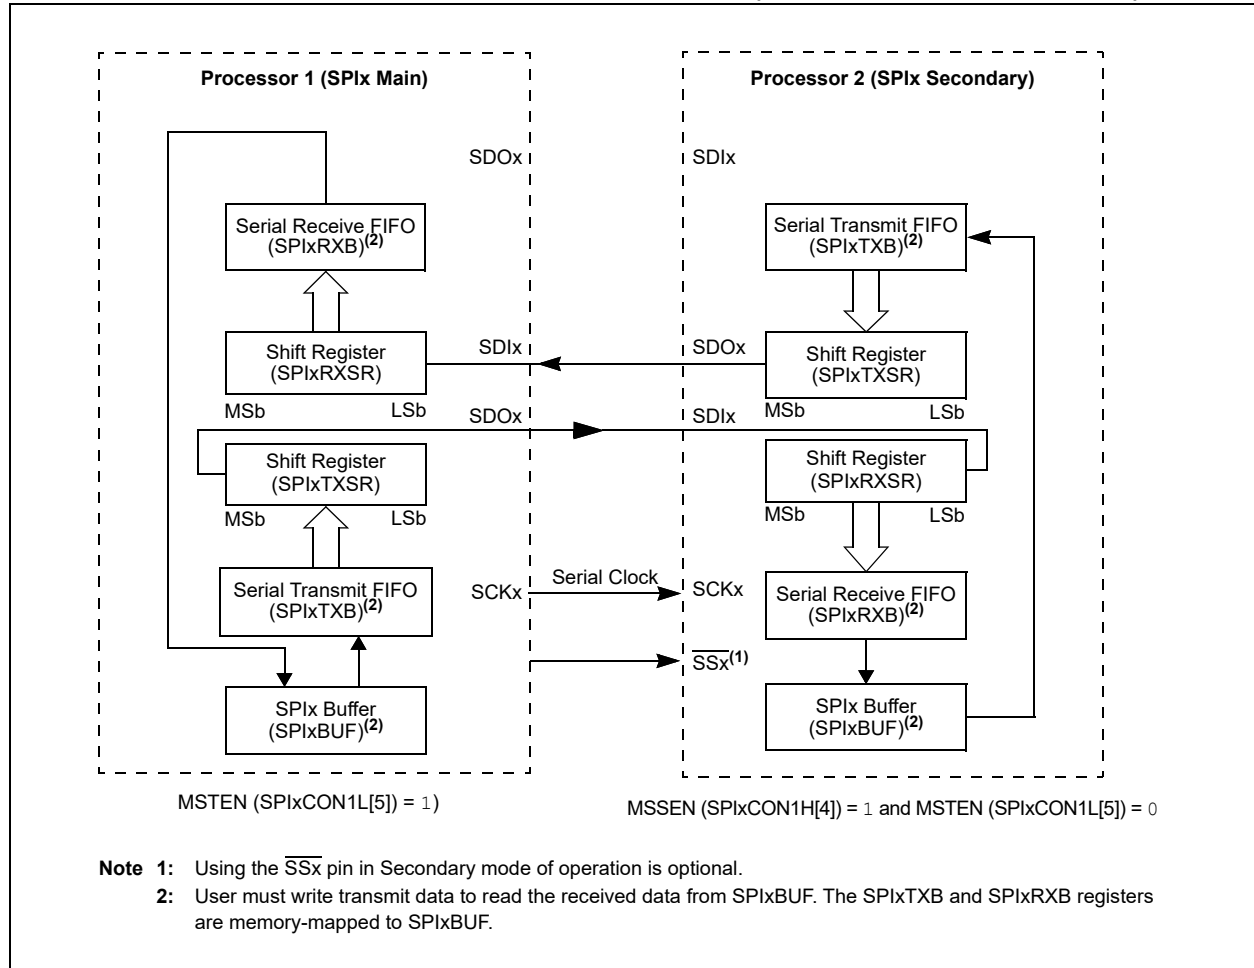 Processor 1 (SPIx Main)
Processor 2 (SPIx Secondary)
SDOx
SDIx
Serial Receive FIFO
(SPIxRXB)(2)
Serial Transmit FIFO
(SPIxTXB)(2)
Shift Register
(SPIxRXSR)
SDIx
SDOx
Shift Register
(SPIxTXSR)
MSb
LSb
MSb
LSb
SDOx
SDIx
Shift Register
(SPIxTXSR)
Shift Register
(SPIxRXSR)
MSb
LSb
MSb
LSb
Serial Transmit FIFO
(SPIxTXB)(2)
SCKx
Serial Clock
SCKx
Serial Receive FIFO
(SPIxRXB)(2)
SSx(1)
SPIx Buffer
(SPIxBUF)(2)
SPIx Buffer
(SPIxBUF)(2)
MSTEN (SPIxCON1L[5]) = 1)
MSSEN (SPIxCON1H[4]) = 1 and MSTEN (SPIxCON1L[5]) = 0
Note 1: Using the SSx pin in Secondary mode of operation is optional.
2: User must write transmit data to read the received data from SPIxBUF. The SPIxTXB and SPIxRXB registers
are memory-mapped to SPIxBUF.